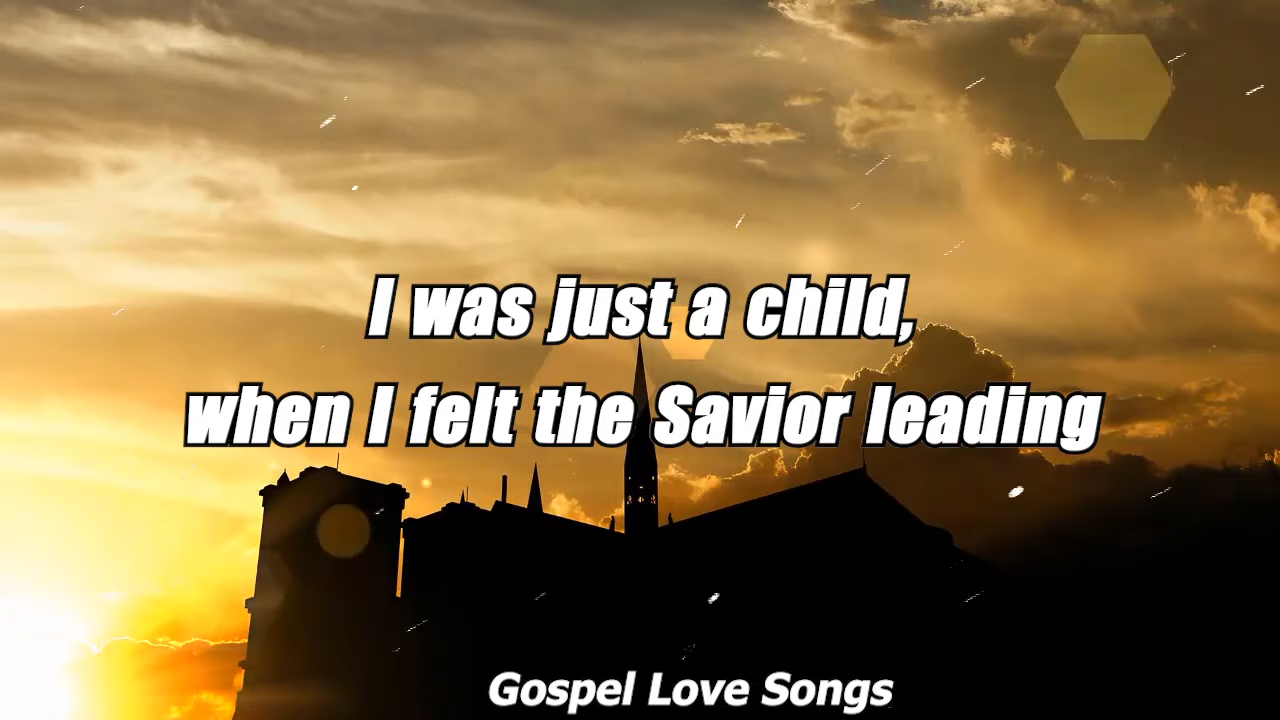 I was just a child,
when I felt the Savior leading
Gospel Love Songs